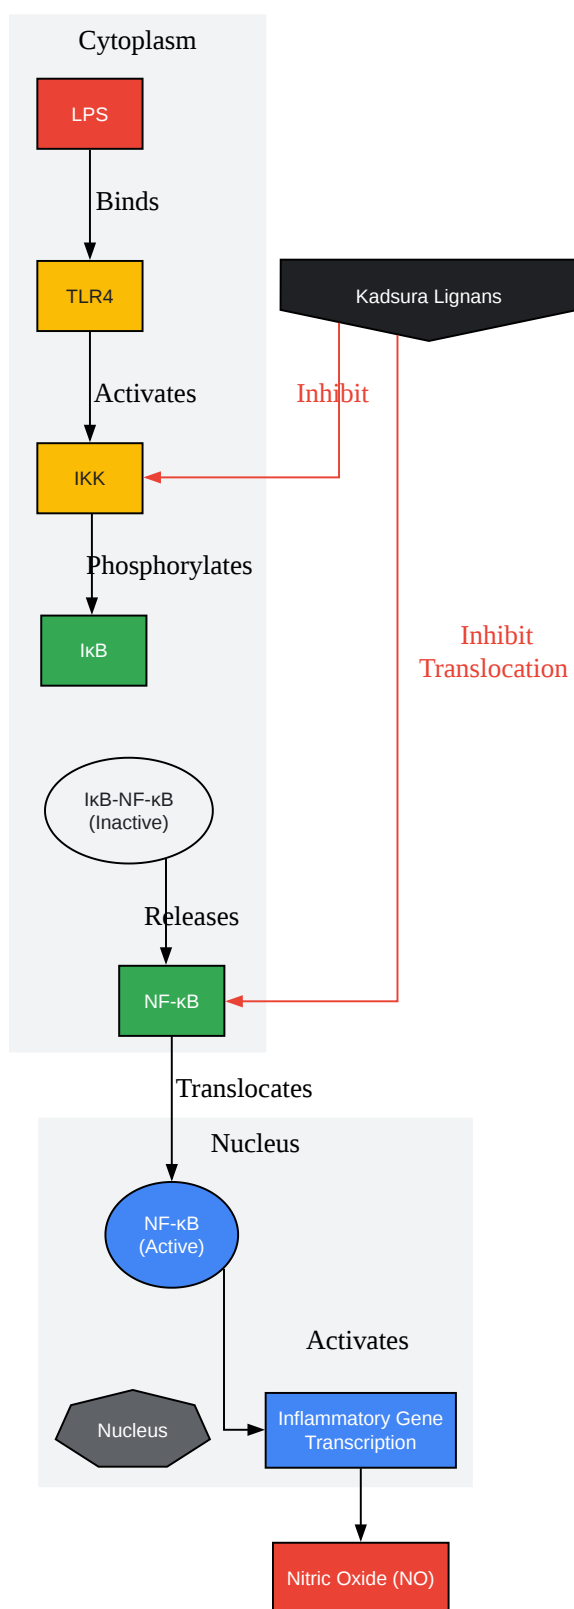 Cytoplasm
LPS
Binds
TLR4
Kadsura Lignans
Activates
Inhibit
IKK
Phosphorylates
IκB
Inhibit
Translocation
IκB-NF-κB
(Inactive)
Releases
NF-κB
Translocates
Nucleus
NF-κB
(Active)
Activates
Inflammatory Gene
Transcription
Nucleus
Nitric Oxide (NO)